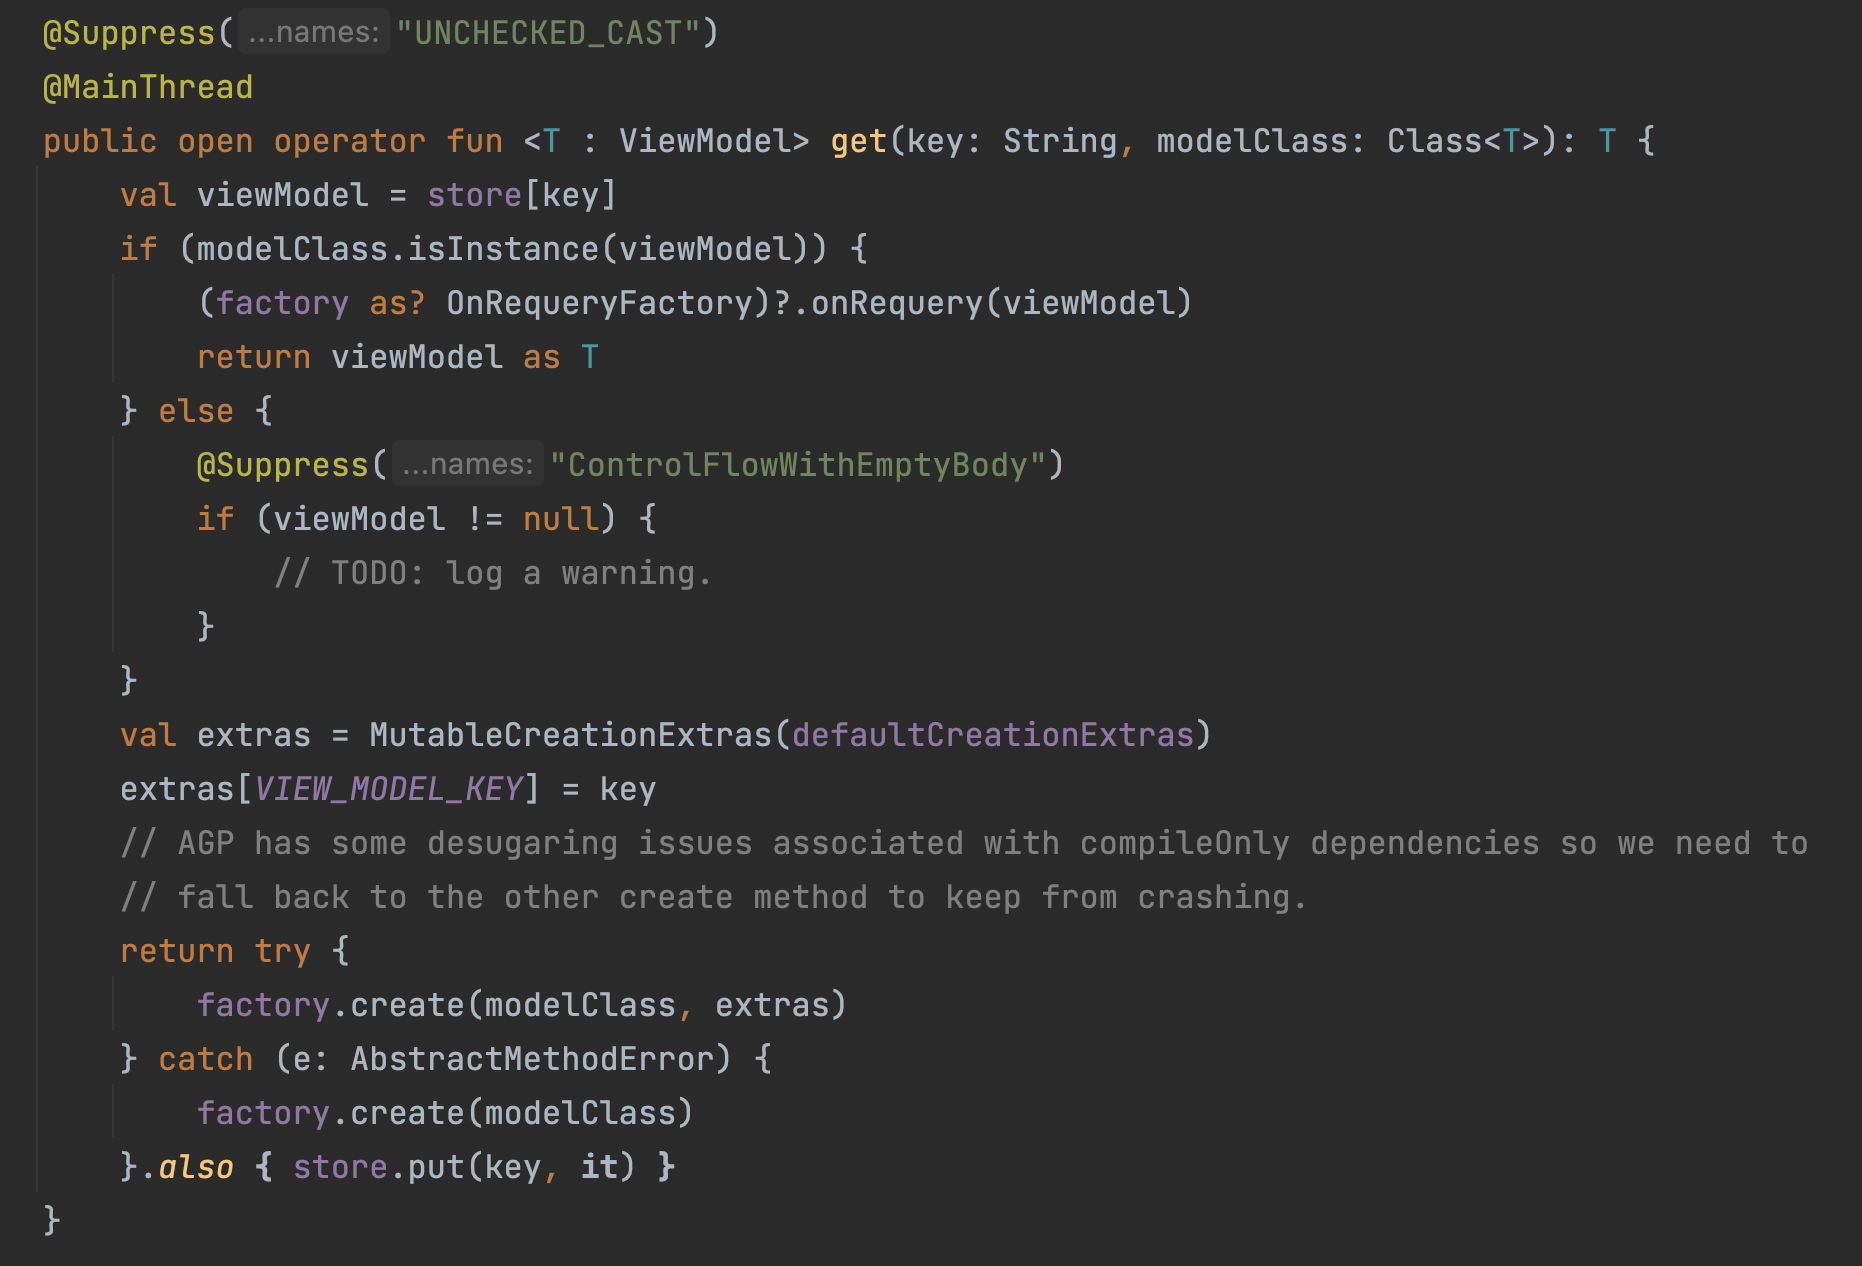 @Suppress( ...names: "UNCHECKED_CAST")
@MainThread
public open operator fun <T : ViewModel> get(key: String, modelClass: Class<T>): T {
    val viewModel = store[key]
    if (modelClass.isInstance(viewModel)) {
        (factory as? OnRequeryFactory)?.onRequery(viewModel)
        return viewModel as T
    } else {
        @Suppress( ...names: "ControlFlowWithEmptyBody")
        if (viewModel != null) {
            // TODO: log a warning.
        }
    }
    val extras = MutableCreationExtras(defaultCreationExtras)
    extras[VIEW_MODEL_KEY] = key
    // AGP has some desugaring issues associated with compileOnly dependencies so we need to
    // fall back to the other create method to keep from crashing.
    return try {
        factory.create(modelClass, extras)
    } catch (e: AbstractMethodError) {
        factory.create(modelClass)
    }.also { store.put(key, it) }
}